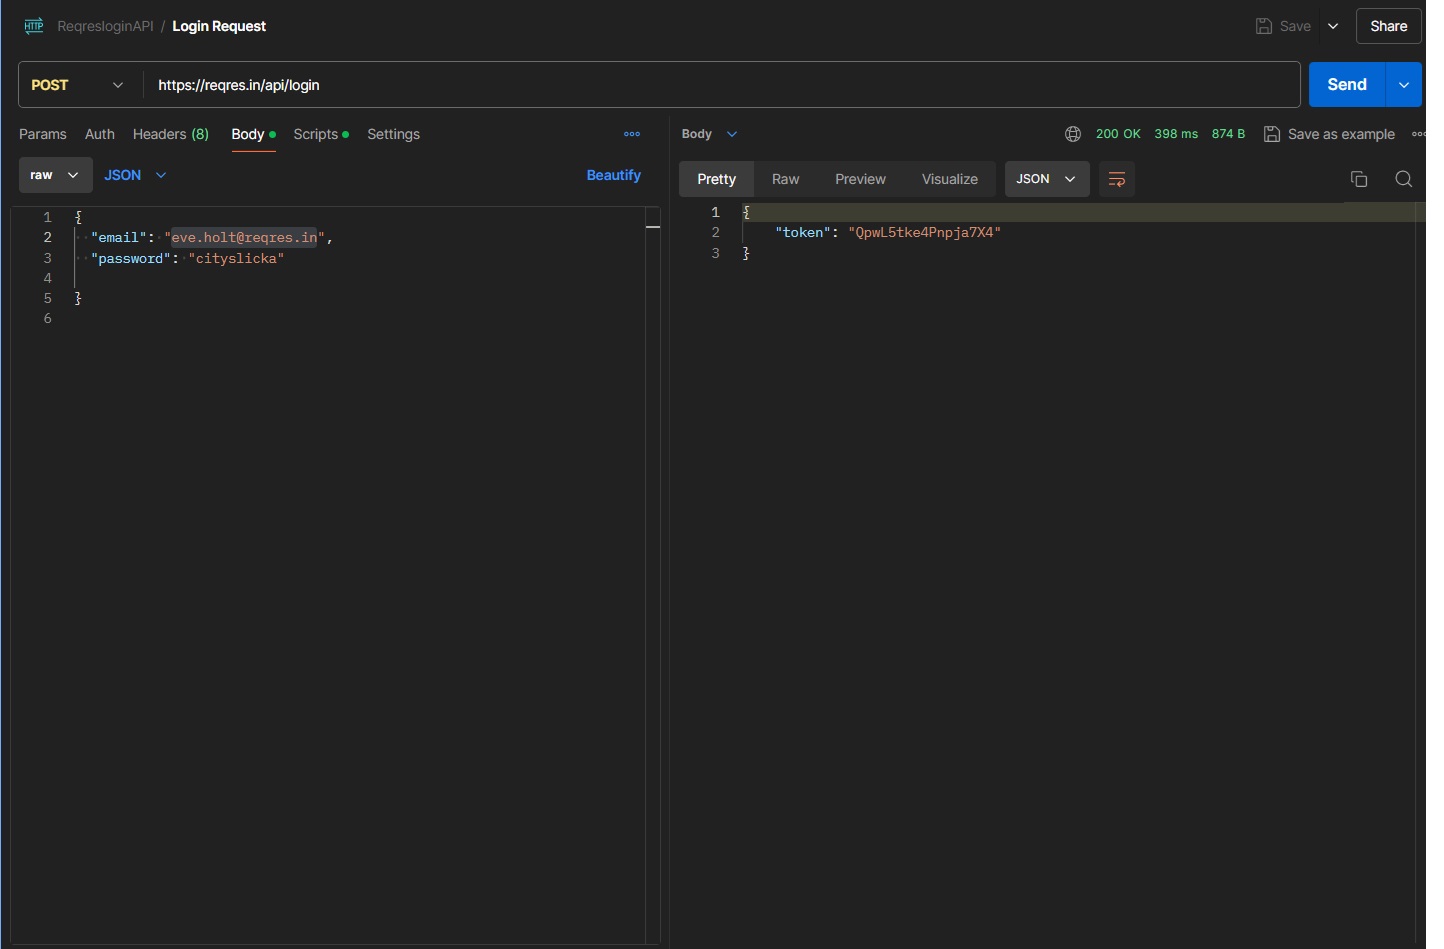 HTTP ReqresloginAPI / Login Request Save Share
POST https://reqres.in/api/login Send
Params Auth Headers (8) Body Scripts Settings
raw JSON Beautify
1 {
2 "email": "eve.holt@reqres.in",
3 "password": "cityslicka"
4
5 }
6
Body 200 OK 398 ms 874 B Save as example
Pretty Raw Preview Visualize JSON
1 {
2 "token": "QpwL5tke4Pnpja7X4"
3 }